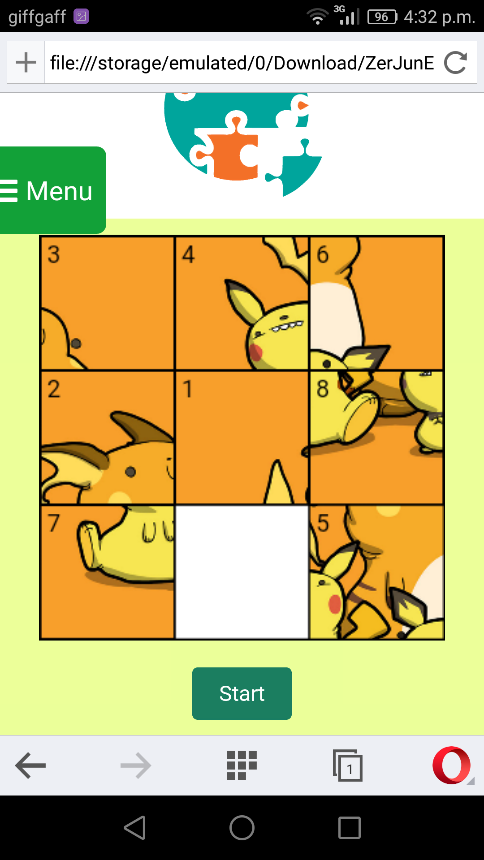 giffgaff 3G 96 4:32 p.m.
file:///storage/emulated/0/Download/ZerJunE
Menu
3 4 6
2 1 8
7 5
Start
1